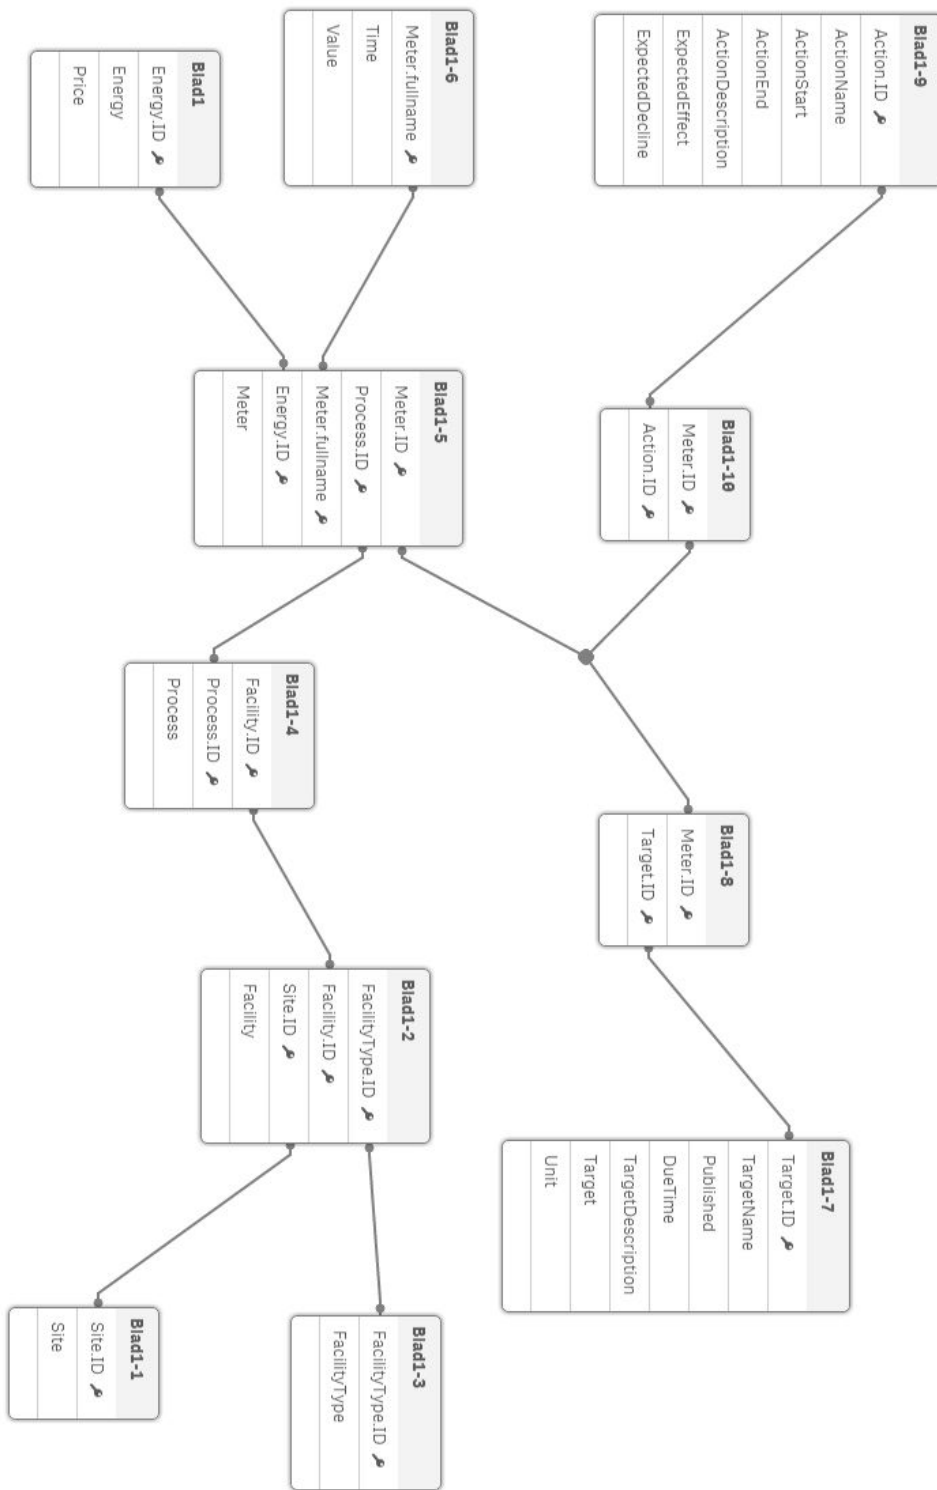 Blad1-9
Action.ID
ActionName
ActionStart
ActionEnd
ActionDescription
ExpectedEffect
ExpectedDecline
Blad1-6
Meter.fullname
Time
Value
Blad1
Energy.ID
Energy
Price
Blad1-10
Meter.ID
Action.ID
Blad1-5
Meter.ID
Process.ID
Meter.fullname
Energy.ID
Meter
Blad1-4
Facility.ID
Process.ID
Process
Blad1-8
Meter.ID
Target.ID
Blad1-2
FacilityType.ID
Facility.ID
Site.ID
Facility
Blad1-7
Target.ID
TargetName
Published
DueTime
TargetDescription
Target
Unit
Blad1-3
FacilityType.ID
FacilityType
Blad1-1
Site.ID
Site